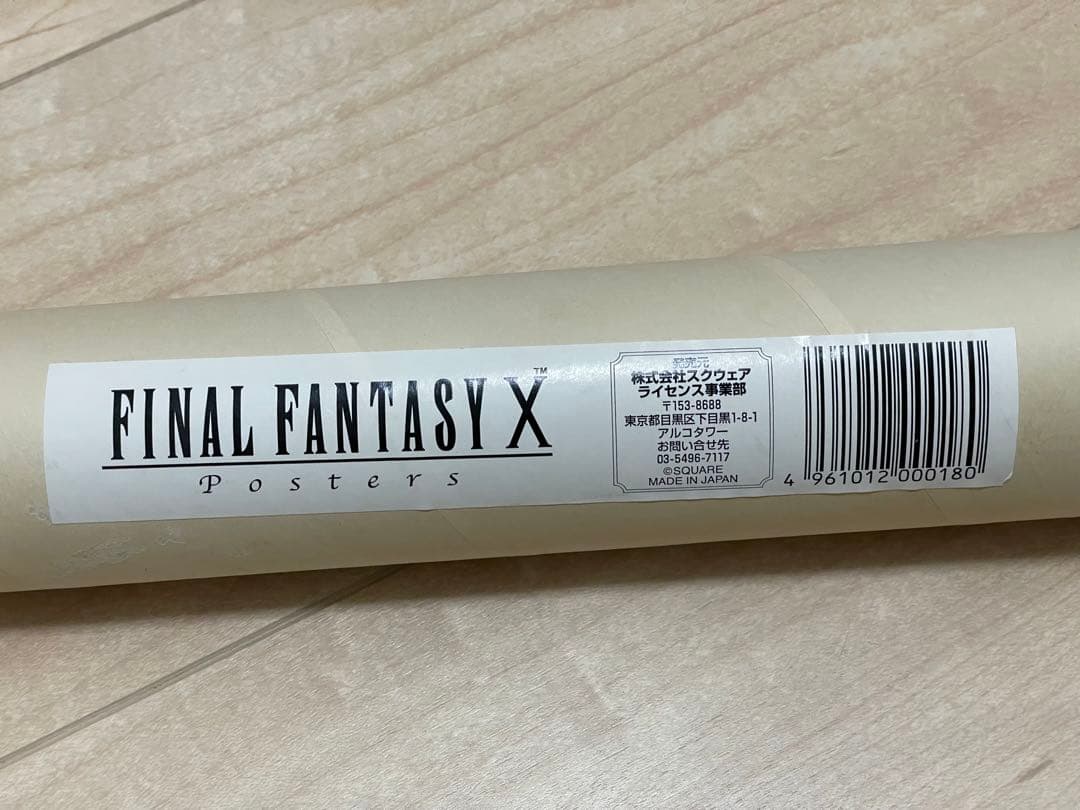 FINAL FANTASY X™
Posters
発売元
株式会社スクウェア
ライセンス事業部
〒153-8688
東京都目黒区下目黒1-8-1
アルコタワー
お問い合せ先
03-5496-7117
©SQUARE
MADE IN JAPAN
4 961012 000180